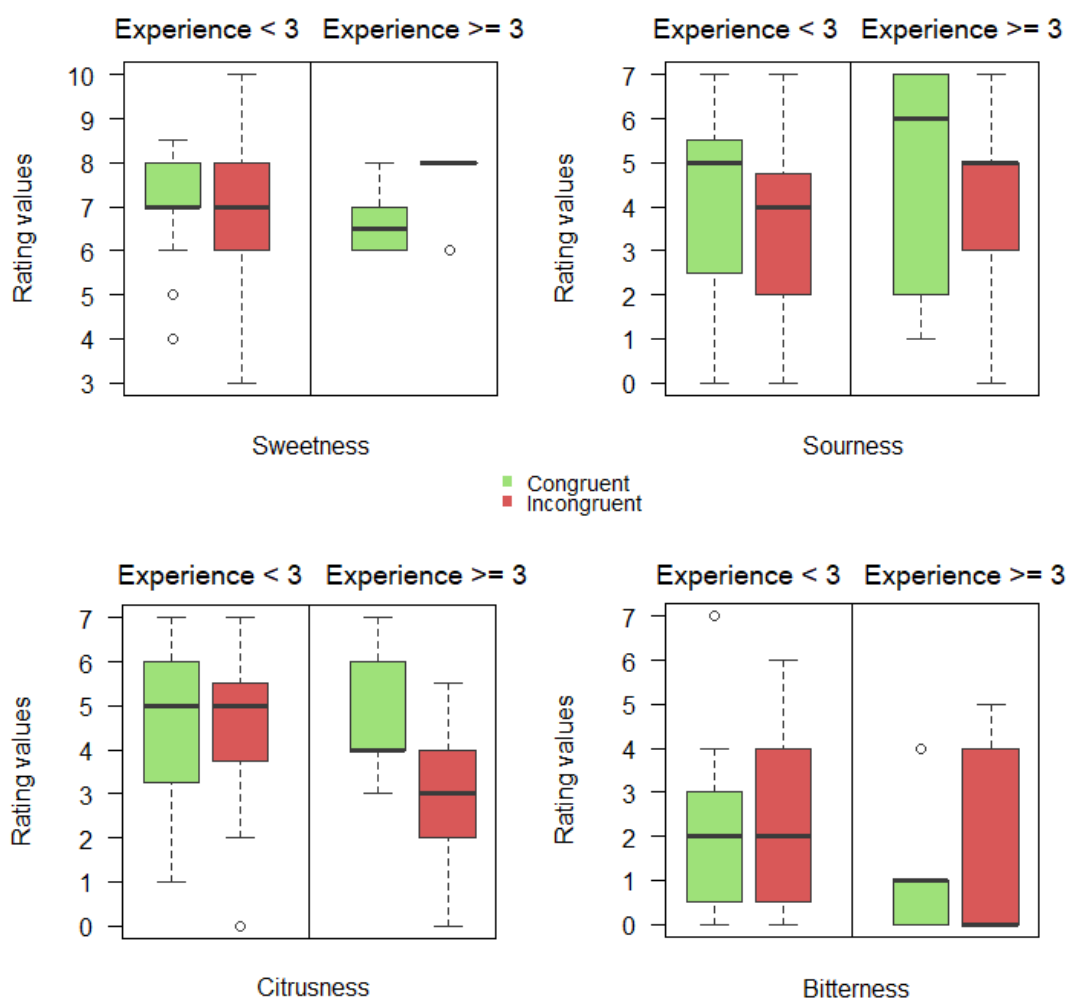 Experience < 3 Experience >= 3
Rating values
10
9
8
7
6
5
4
3
Sweetness
Experience < 3 Experience >= 3
Rating values
7
6
5
4
3
2
1
0
Sourness
Congruent
Incongruent
Experience < 3 Experience >= 3
Rating values
7
6
5
4
3
2
1
0
Citrusness
Experience < 3 Experience >= 3
Rating values
7
6
5
4
3
2
1
0
Bitterness